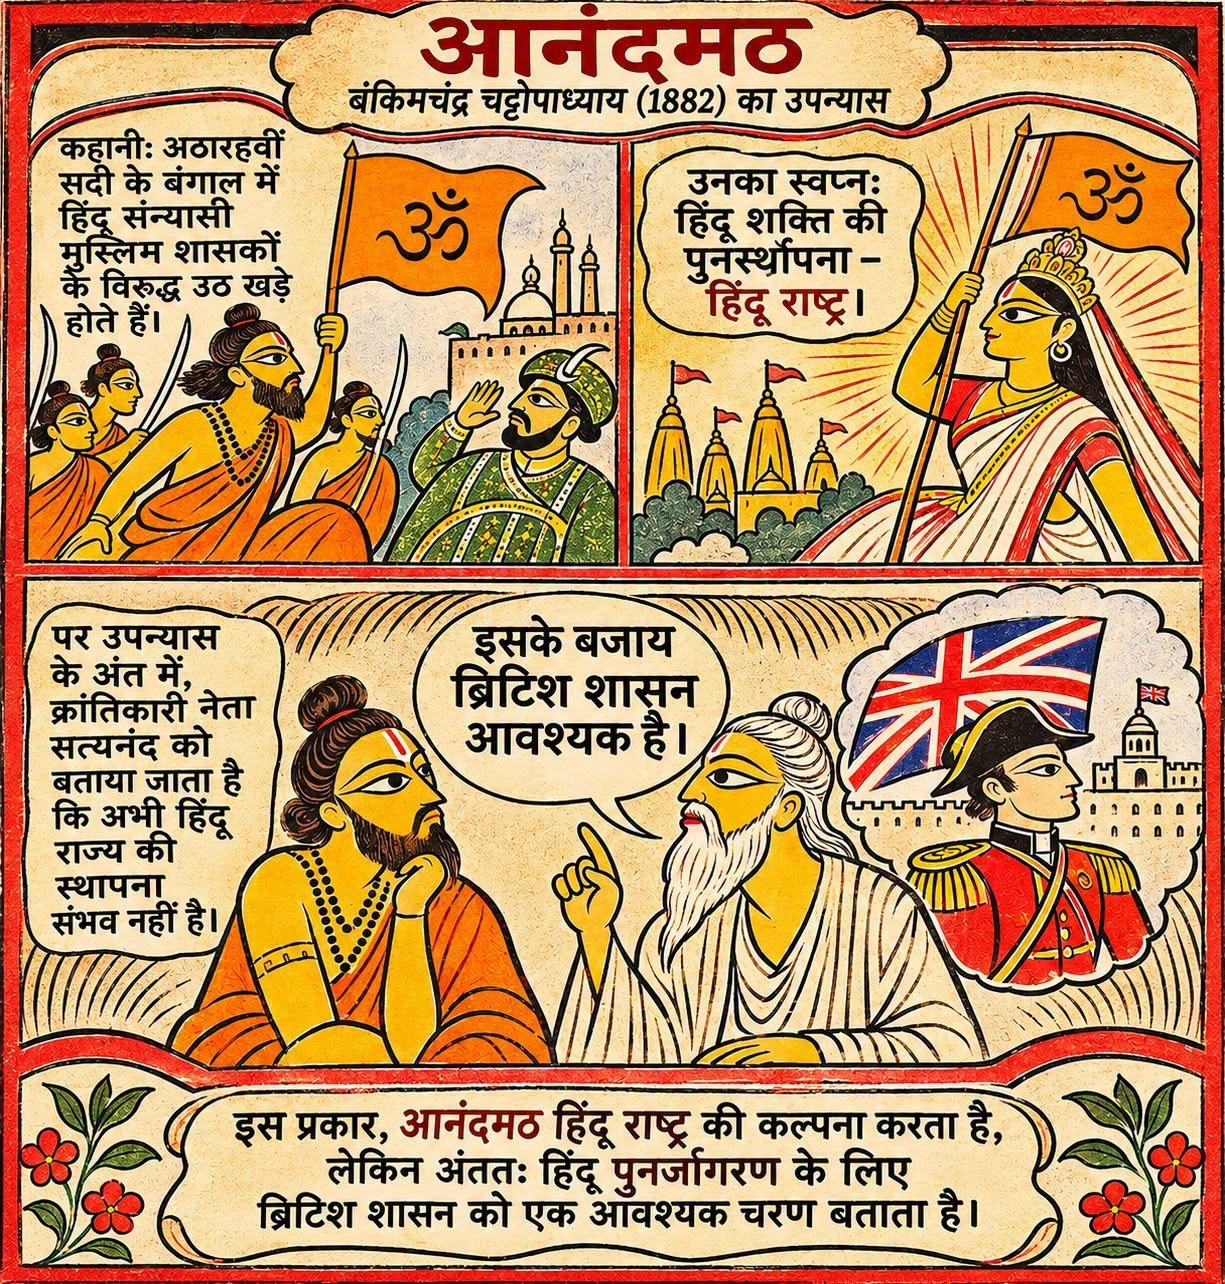 आनंदमठ
बंकिमचंद्र चट्टोपाध्याय (1882) का उपन्यास
कहानी: अठारहवीं
सदी के बंगाल में
हिंदू संन्यासी
मुस्लिम शासकों
के विरुद्ध उठ खड़े
होते हैं।
ॐ
उनका स्वप्न:
हिंदू शक्ति की
पुनर्स्थापना –
हिंदू राष्ट्र।
ॐ
पर उपन्यास
के अंत में,
क्रांतिकारी नेता
सत्यनंद को
बताया जाता है
कि अभी हिंदू
राज्य की
स्थापना
संभव नहीं है।
इसके बजाय
ब्रिटिश शासन
आवश्यक है।
इस प्रकार, आनंदमठ हिंदू राष्ट्र की कल्पना करता है,
लेकिन अंततः हिंदू पुनर्जागरण के लिए
ब्रिटिश शासन को एक आवश्यक चरण बताता है।